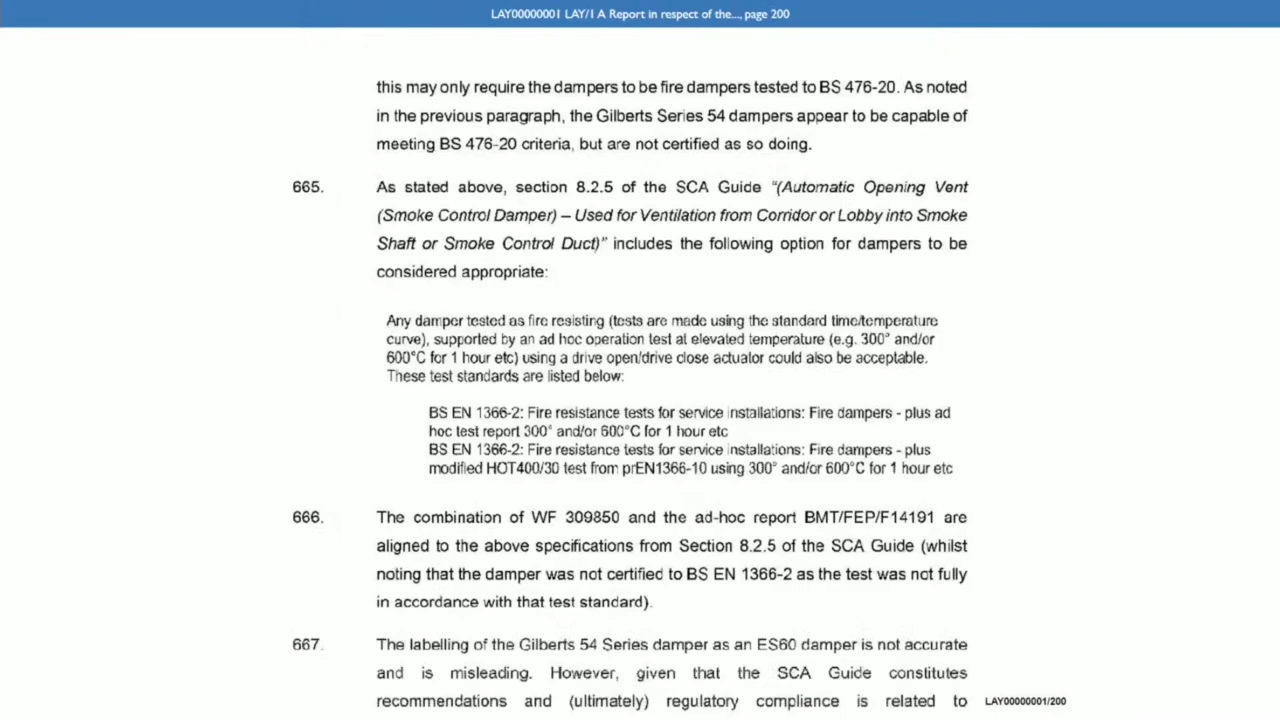 LAY00000001 LAY/1 A Report in respect of the..., page 200
this may only require the dampers to be fire dampers tested to BS 476-20. As noted
in the previous paragraph, the Gilberts Series 54 dampers appear to be capable of
meeting BS 476-20 criteria, but are not certified as so doing.
665. As stated above, section 8.2.5 of the SCA Guide "(Automatic Opening Vent
(Smoke Control Damper) – Used for Ventilation from Corridor or Lobby into Smoke
Shaft or Smoke Control Duct)" includes the following option for dampers to be
considered appropriate:
Any damper tested as fire resisting (tests are made using the standard time/temperature
curve), supported by an ad hoc operation test at elevated temperature (e.g. 300° and/or
600°C for 1 hour etc) using a drive open/drive close actuator could also be acceptable.
These test standards are listed below:
BS EN 1366-2: Fire resistance tests for service installations: Fire dampers - plus ad
hoc test report 300° and/or 600°C for 1 hour etc
BS EN 1366-2: Fire resistance tests for service installations: Fire dampers - plus
modified HOT400/30 test from prEN1366-10 using 300° and/or 600°C for 1 hour etc
666. The combination of WF 309850 and the ad-hoc report BMT/FEP/F14191 are
aligned to the above specifications from Section 8.2.5 of the SCA Guide (whilst
noting that the damper was not certified to BS EN 1366-2 as the test was not fully
in accordance with that test standard).
667. The labelling of the Gilberts 54 Series damper as an ES60 damper is not accurate
and is misleading. However, given that the SCA Guide constitutes
recommendations and (ultimately) regulatory compliance is related to
LAY00000001/200